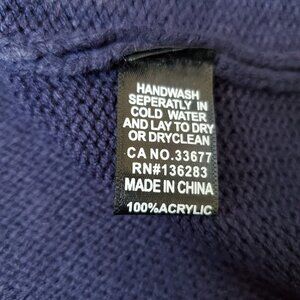 HANDWASH
SEPERATLY IN
COLD WATER
AND LAY TO DRY
OR DRYCLEAN
CA NO.33677
RN#136283
MADE IN CHINA
100%ACRYLIC